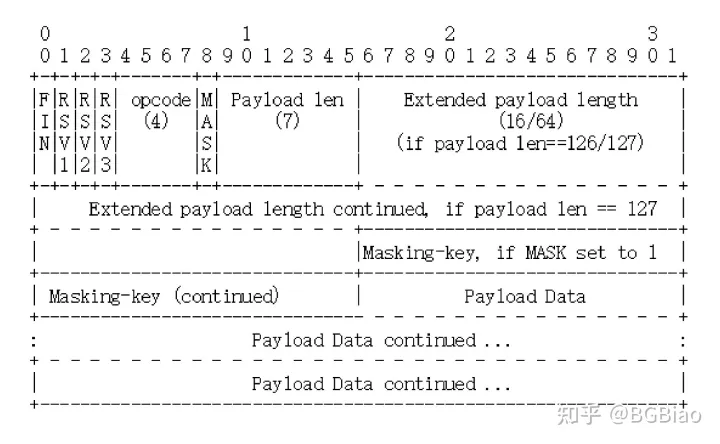 0                   1                   2                   3
0 1 2 3 4 5 6 7 8 9 0 1 2 3 4 5 6 7 8 9 0 1 2 3 4 5 6 7 8 9 0 1
+-+-+-+-+-------+-+-------------+-------------------------------+
|F|R|R|R| opcode|M| Payload len |    Extended payload length    |
|I|S|S|S|  (4)  |A|     (7)     |             (16/64)           |
|N|V|V|V|       |S|             |   (if payload len==126/127)   |
| |1|2|3|       |K|             |                               |
+-+-+-+-+-------+-+-------------+ - - - - - - - - - - - - - - - +
|     Extended payload length continued, if payload len == 127  |
+ - - - - - - - - - - - - - - - +-------------------------------+
|                               |Masking-key, if MASK set to 1  |
+-------------------------------+-------------------------------+
| Masking-key (continued)       |          Payload Data         |
+-------------------------------- - - - - - - - - - - - - - - - +
:                     Payload Data continued ...                :
+ - - - - - - - - - - - - - - - - - - - - - - - - - - - - - - - +
|                     Payload Data continued ...                |
+---------------------------------------------------------------+
知乎 @BGBiao